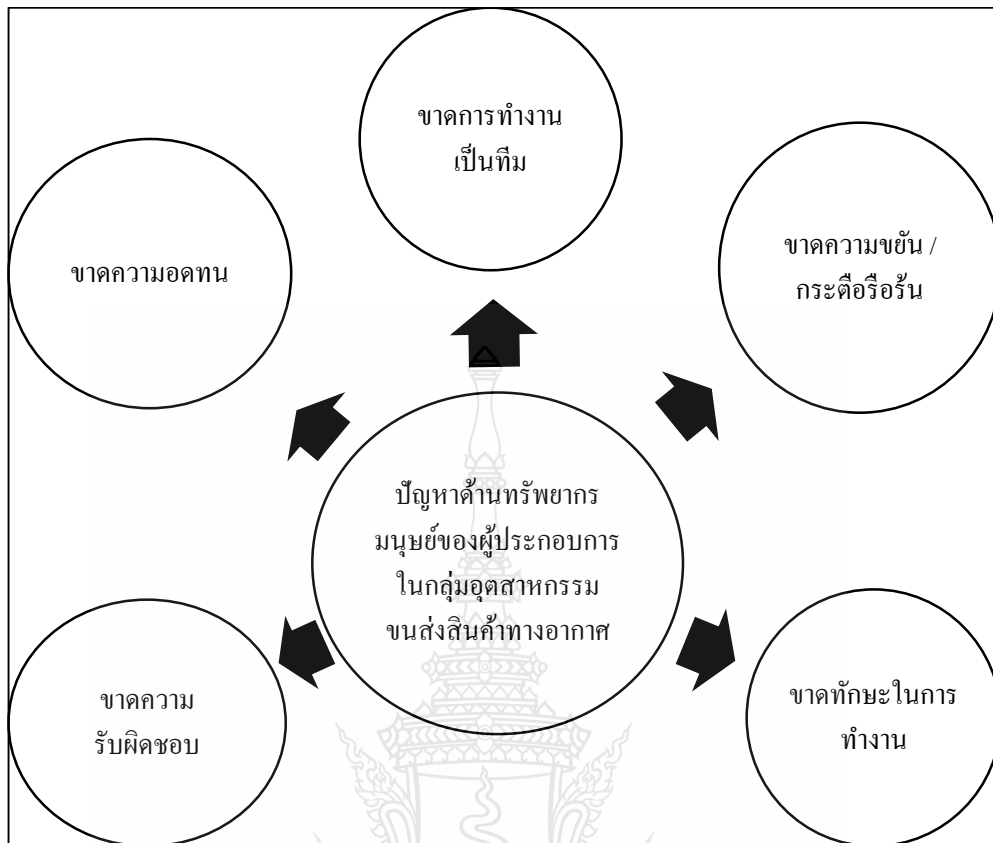 ขาดการทำงาน
เป็นทีม
ขาดความอดทน
ขาดความขยัน /
กระตือรือร้น
ปัญหาด้านทรัพยากร
มนุษย์ของผู้ประกอบการ
ในกลุ่มอุตสาหกรรม
ขนส่งสินค้าทางอากาศ
ขาดความ
รับผิดชอบ
ขาดทักษะในการ
ทำงาน